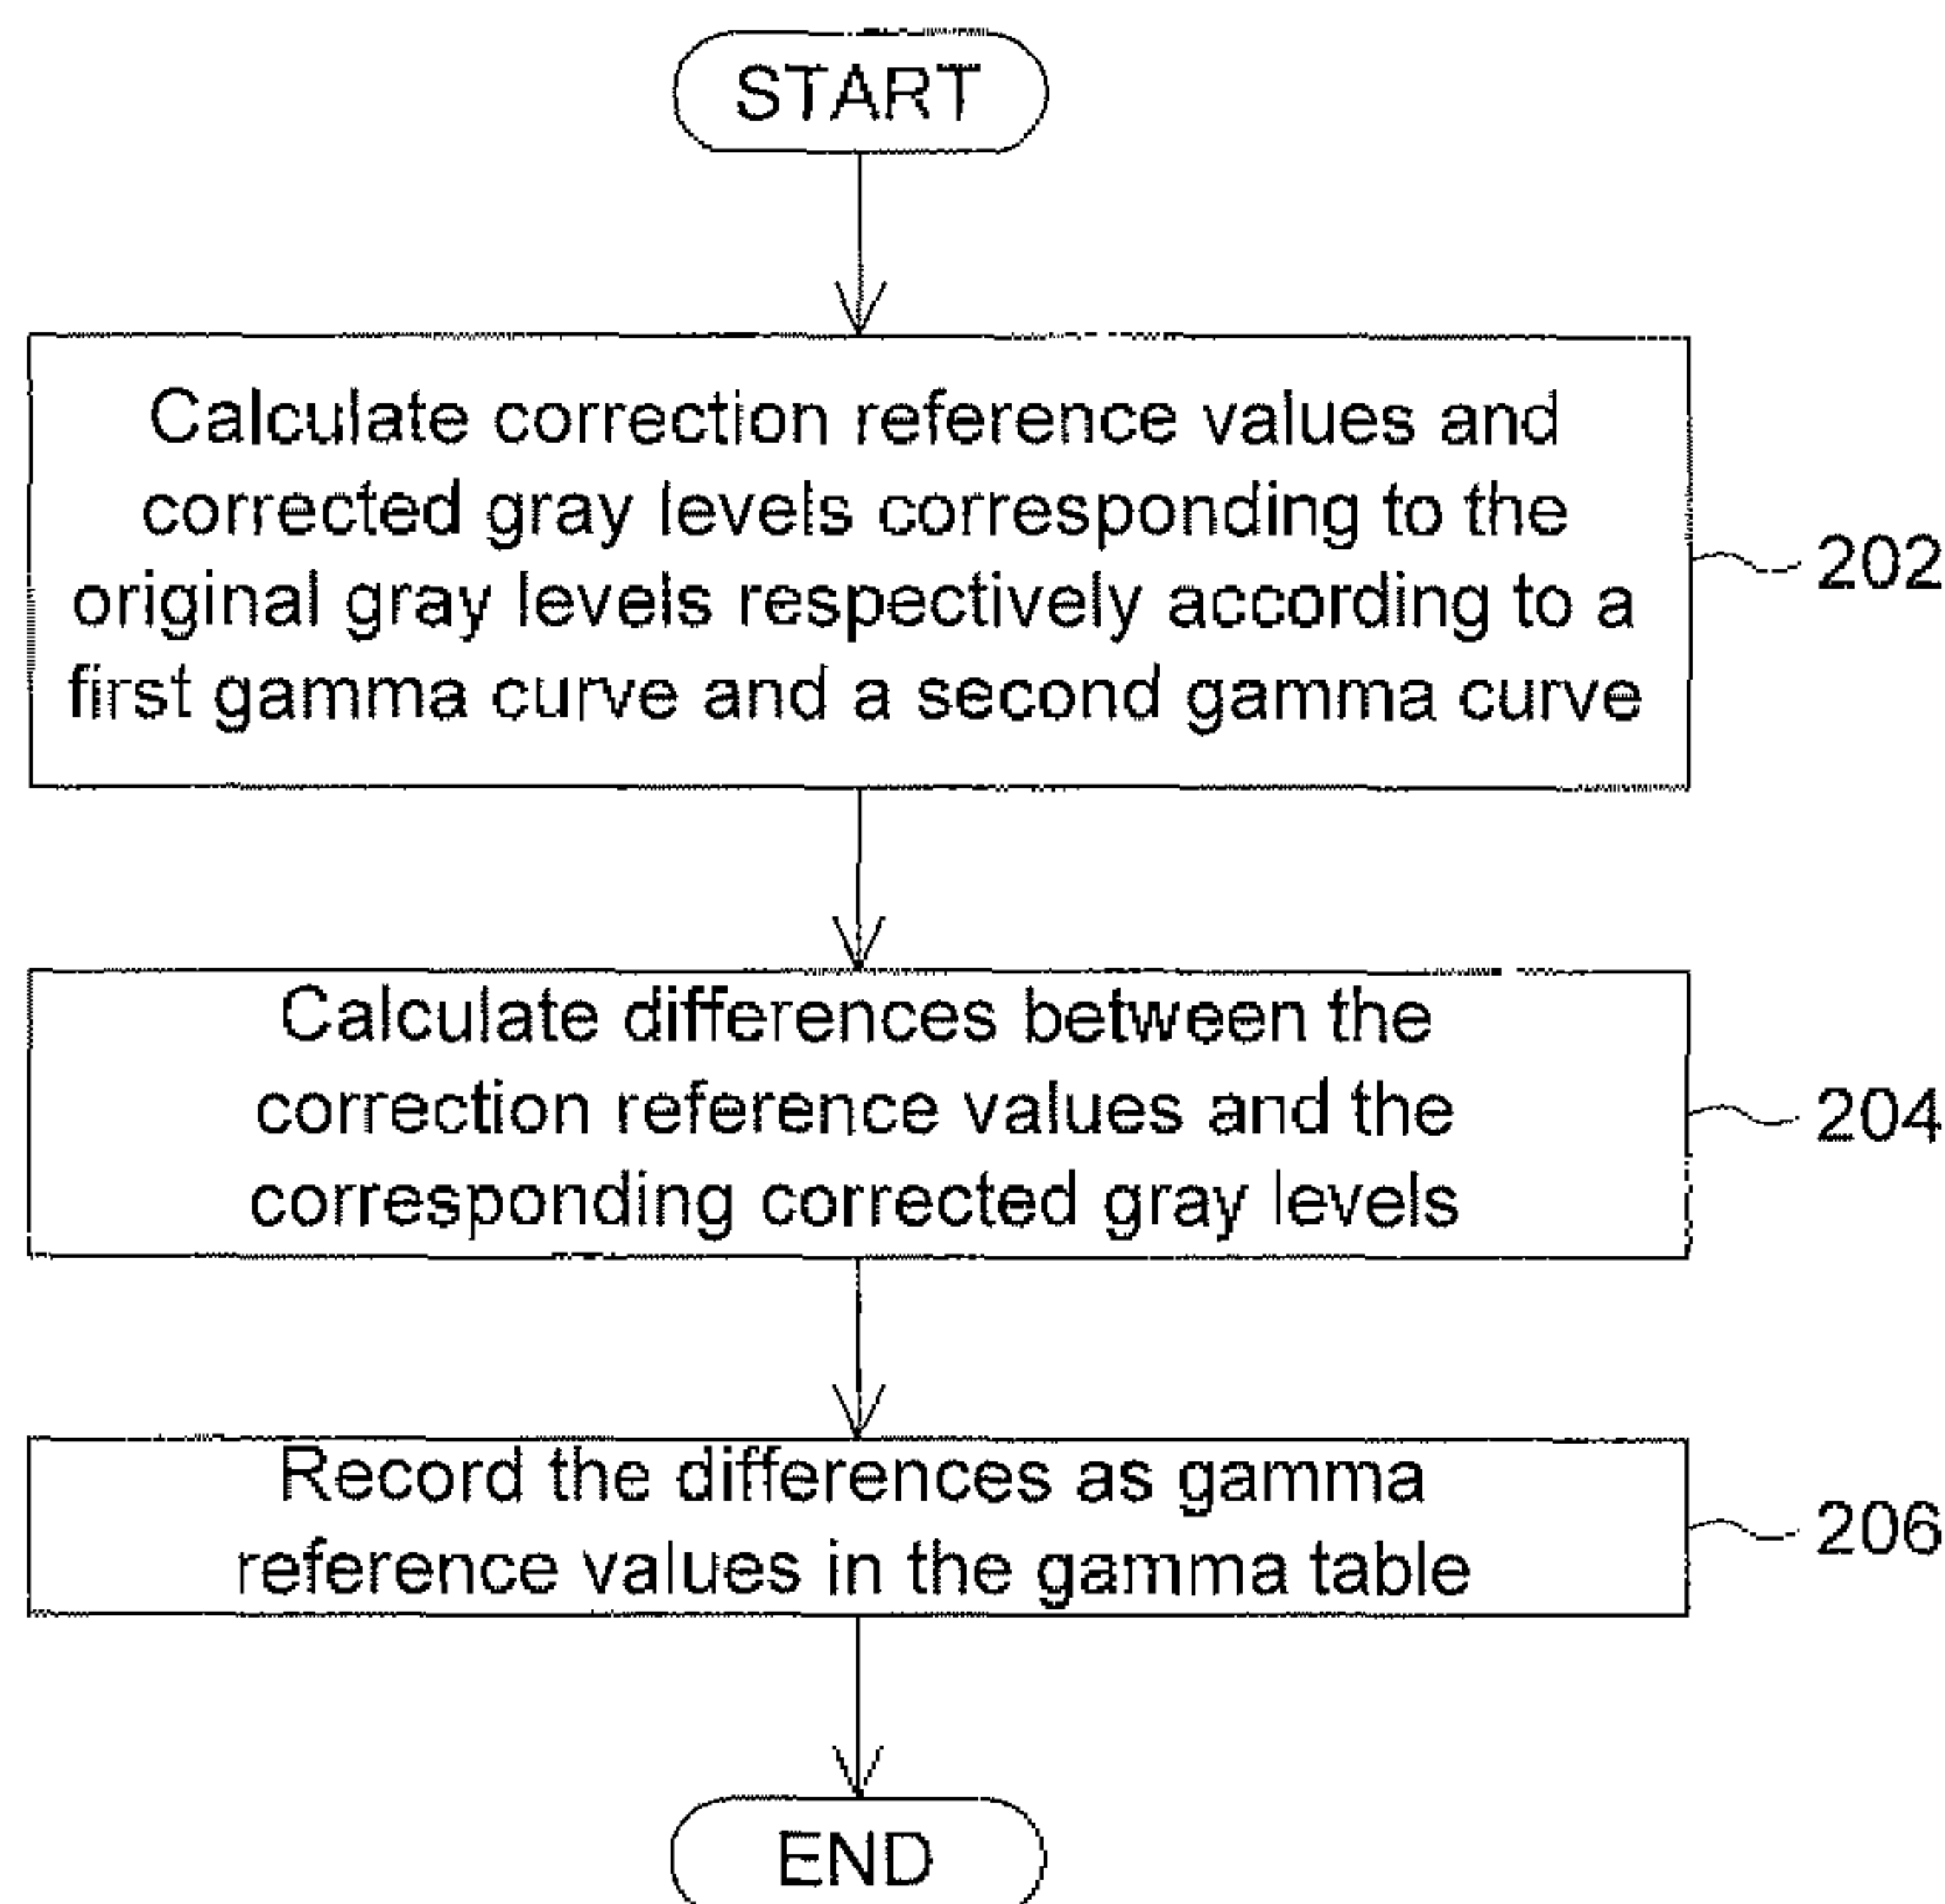 START
Calculate correction reference values and
corrected gray levels corresponding to the
original gray levels respectively according to a
first gamma curve and a second gamma curve
202
Calculate differences between the
correction reference values and the
corresponding corrected gray levels
204
Record the differences as gamma
reference values in the gamma table
206
END